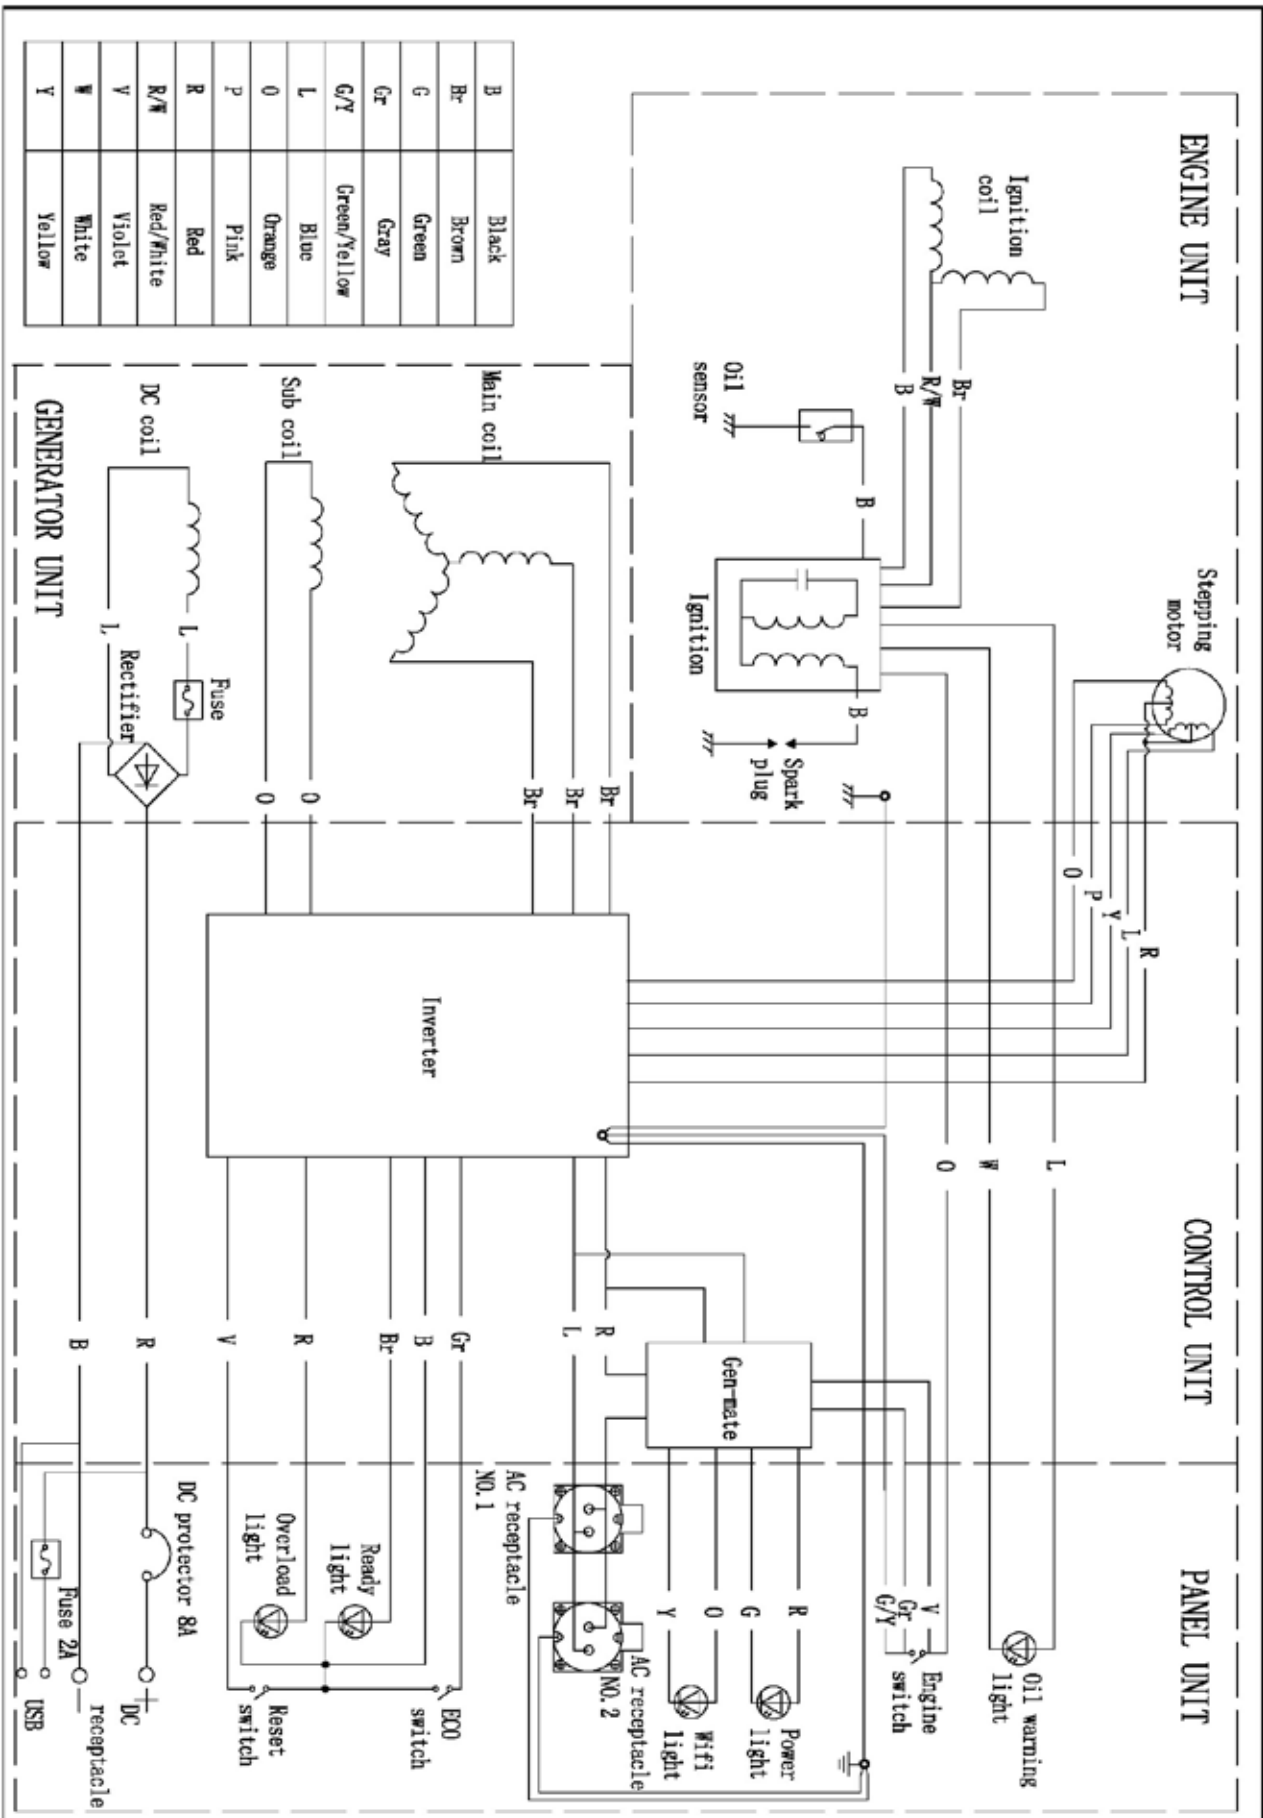 ENGINE UNIT
Ignition
coil
Br
R/W
B
Oil
sensor
B
Ignition
B
Spark
plug
Stepping
motor
GENERATOR UNIT
Main coil
Br
Br
Br
Sub coil
O
O
DC coil
L
L
Fuse
Rectifier
CONTROL UNIT
O
P
Y
L
R
L
W
O
Inverter
Gen-mate
R
L
Gr
B
Br
R
V
R
B
PANEL UNIT
Oil warning
light
Engine
switch
V
Gr
G/Y
R
G
O
Y
Power
light
Wifi
light
AC receptacle
NO.1
AC receptacle
NO.2
ECO
switch
Ready
light
Overload
light
Reset
switch
DC protector 8A
DC
receptacle
+
—
Fuse 2A
USB
B Black
Br Brown
G Green
Gr Gray
G/Y Green/Yellow
L Blue
O Orange
P Pink
R Red
R/W Red/White
V Violet
W White
Y Yellow